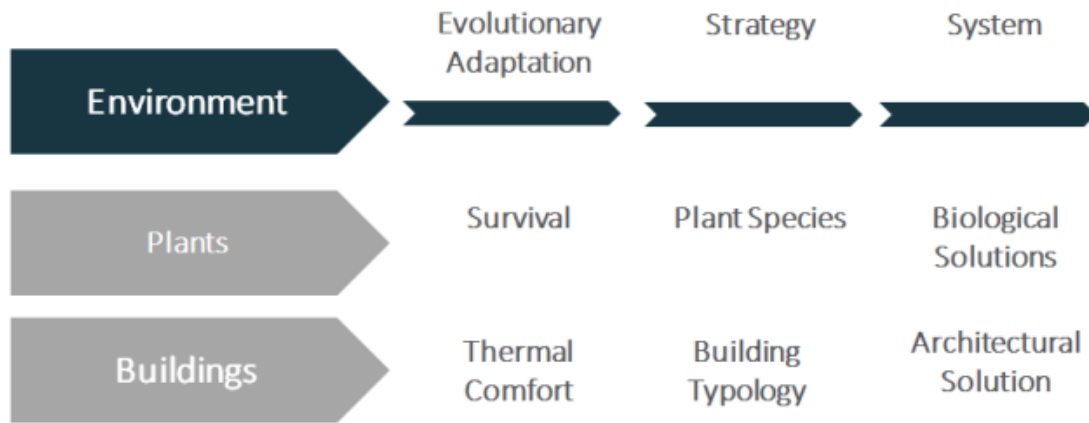 Evolutionary
Adaptation
Strategy
System
Environment
Plants
Survival
Plant Species
Biological
Solutions
Buildings
Thermal
Comfort
Building
Typology
Architectural
Solution